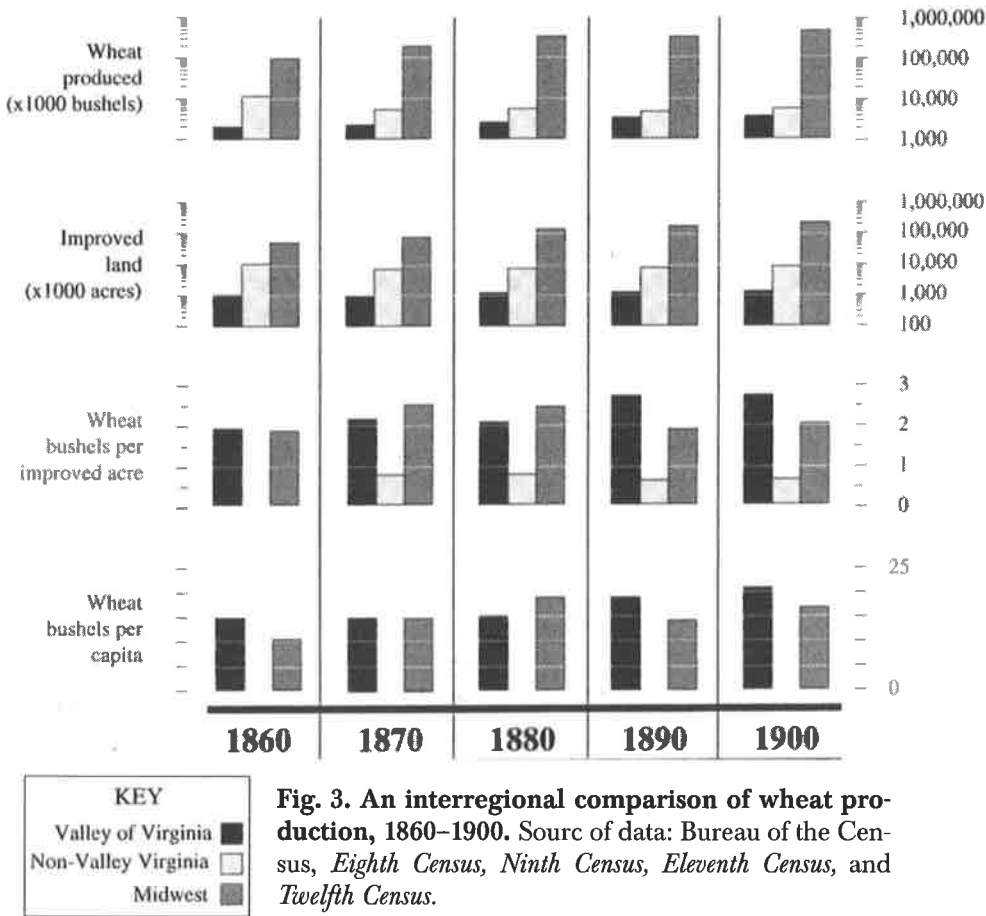 Wheat
produced
(x1000 bushels)
1,000,000
100,000
10,000
1,000
Improved
land
(x1000 acres)
1,000,000
100,000
10,000
1,000
100
Wheat
bushels per
improved acre
3
2
1
0
Wheat
bushels per
capita
25
0
1860 1870 1880 1890 1900
KEY
Valley of Virginia
Non-Valley Virginia
Midwest
Fig. 3. An interregional comparison of wheat pro-
duction, 1860–1900. Sourc of data: Bureau of the Cen-
sus, Eighth Census, Ninth Census, Eleventh Census, and
Twelfth Census.